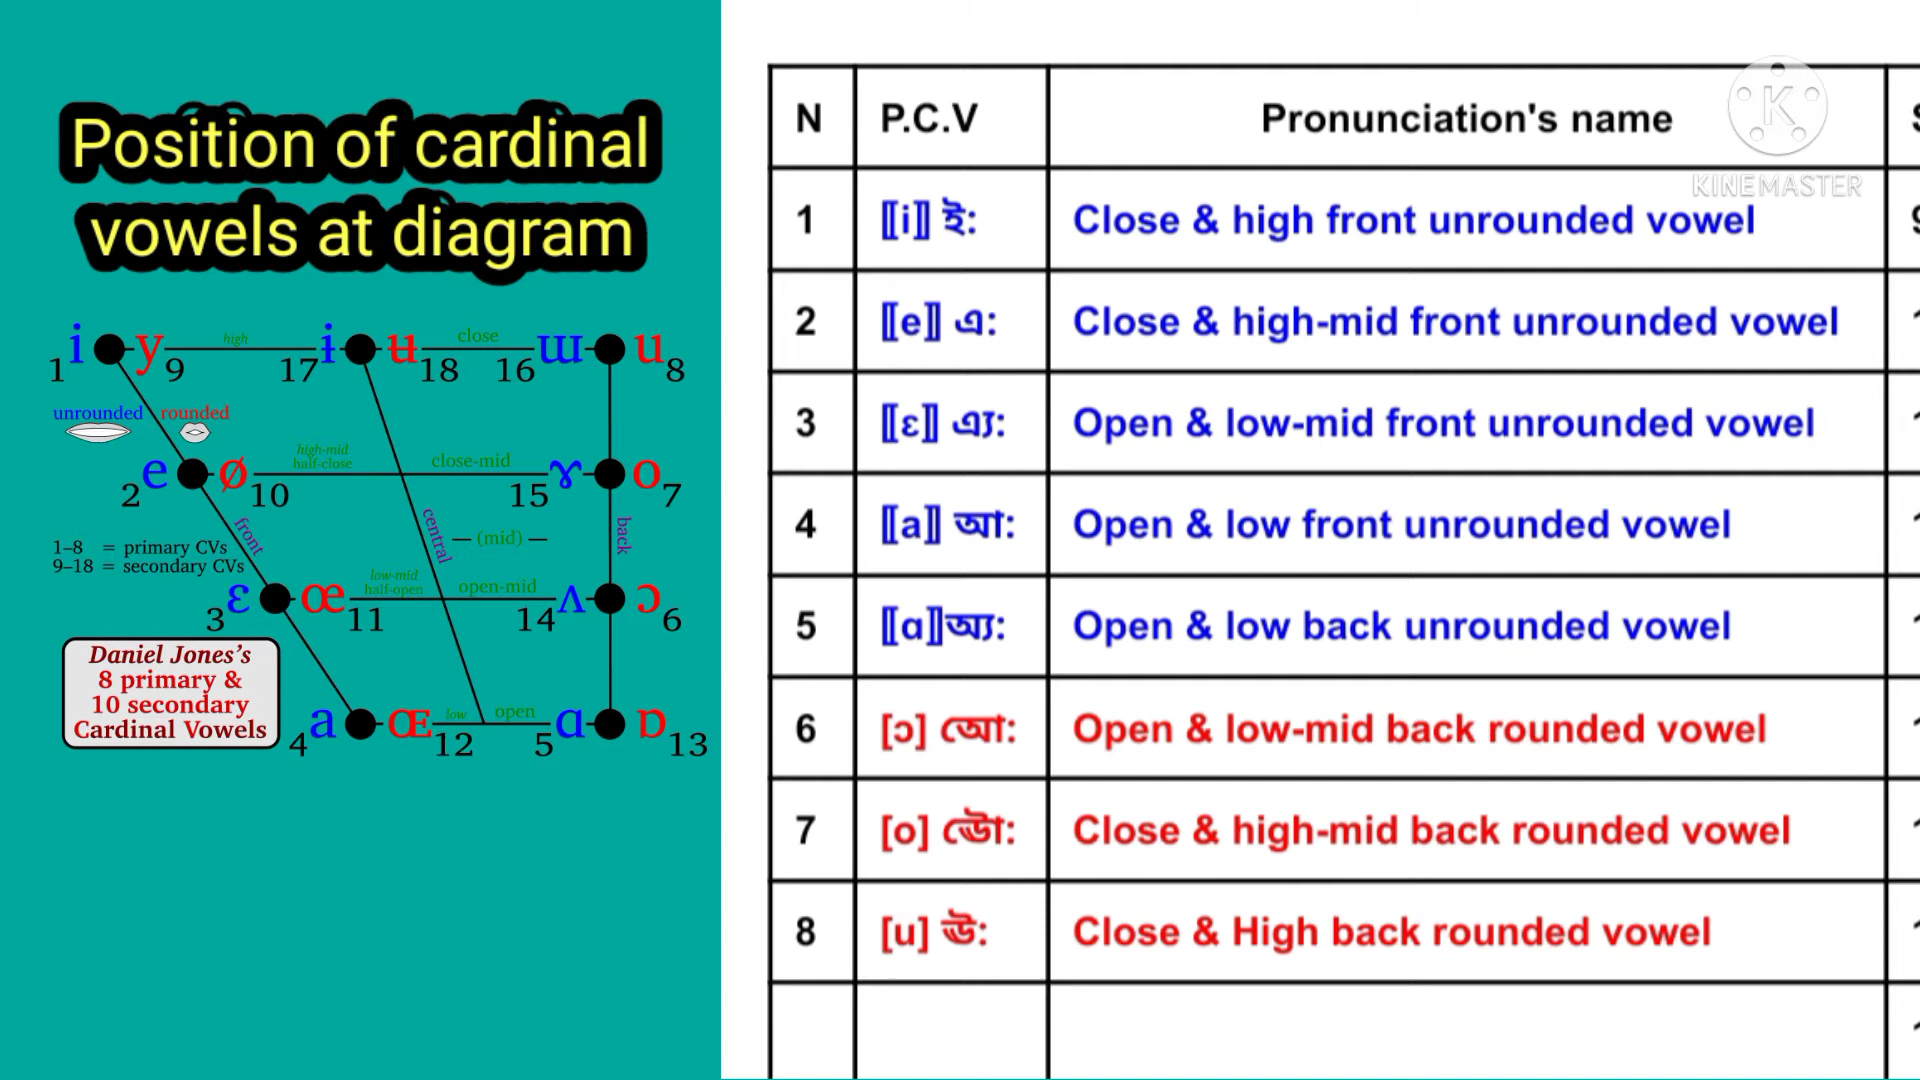 Position of cardinal
vowels at diagram
i y high ɨ ʉ close ɯ u
1 9 17 18 16 8
unrounded rounded
high-mid
half-close
close-mid
e ø ɤ o
2 10 15 7
front
central
back
(mid)
1–8 = primary CVs
9–18 = secondary CVs
low-mid
half-open
open-mid
ɛ œ ʌ ɔ
3 11 14 6
Daniel Jones's
8 primary &
10 secondary
Cardinal Vowels
a ɶ low open ɑ ɒ
4 12 5 13
N P.C.V Pronunciation's name
KINEMASTER
1 [[i]] ই: Close & high front unrounded vowel
2 [[e]] এ: Close & high-mid front unrounded vowel
3 [[ɛ]] এ্য: Open & low-mid front unrounded vowel
4 [[a]] আ: Open & low front unrounded vowel
5 [[ɑ]]অ্য: Open & low back unrounded vowel
6 [ɔ] ঙো: Open & low-mid back rounded vowel
7 [o] Close & high-mid back rounded vowel
8 [u] ঊ: Close & High back rounded vowel